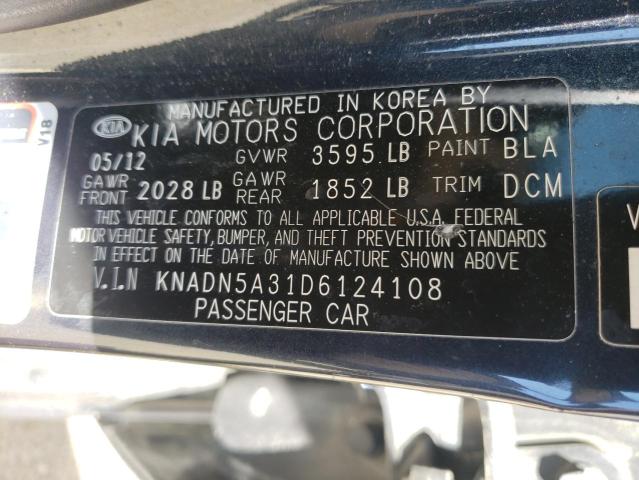 MANUFACTURED IN KOREA BY
KIA KIA MOTORS CORPORATION
05/12 GVWR 3595 LB PAINT BLA
GAWR FRONT 2028 LB GAWR REAR 1852 LB TRIM DCM
THIS VEHICLE CONFORMS TO ALL APPLICABLE U.S.A. FEDERAL
MOTOR VEHICLE SAFETY, BUMPER, AND THEFT PREVENTION STANDARDS
IN EFFECT ON THE DATE OF MANUFACTURE SHOWN ABOVE.
V.I.N KNADN5A31D6124108
PASSENGER CAR
V18